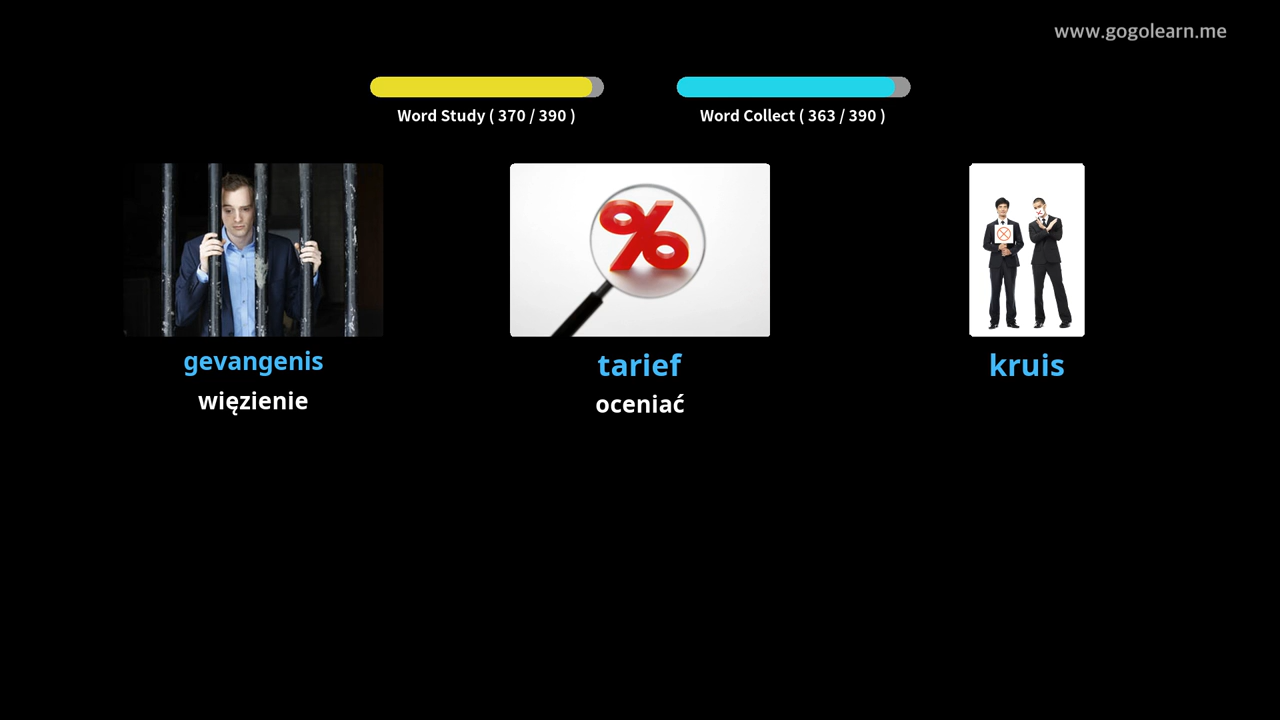 www.gogolearn.me
Word Study ( 370 / 390 )
Word Collect ( 363 / 390 )
%
gevangenis
więzienie
tarief
oceniać
kruis